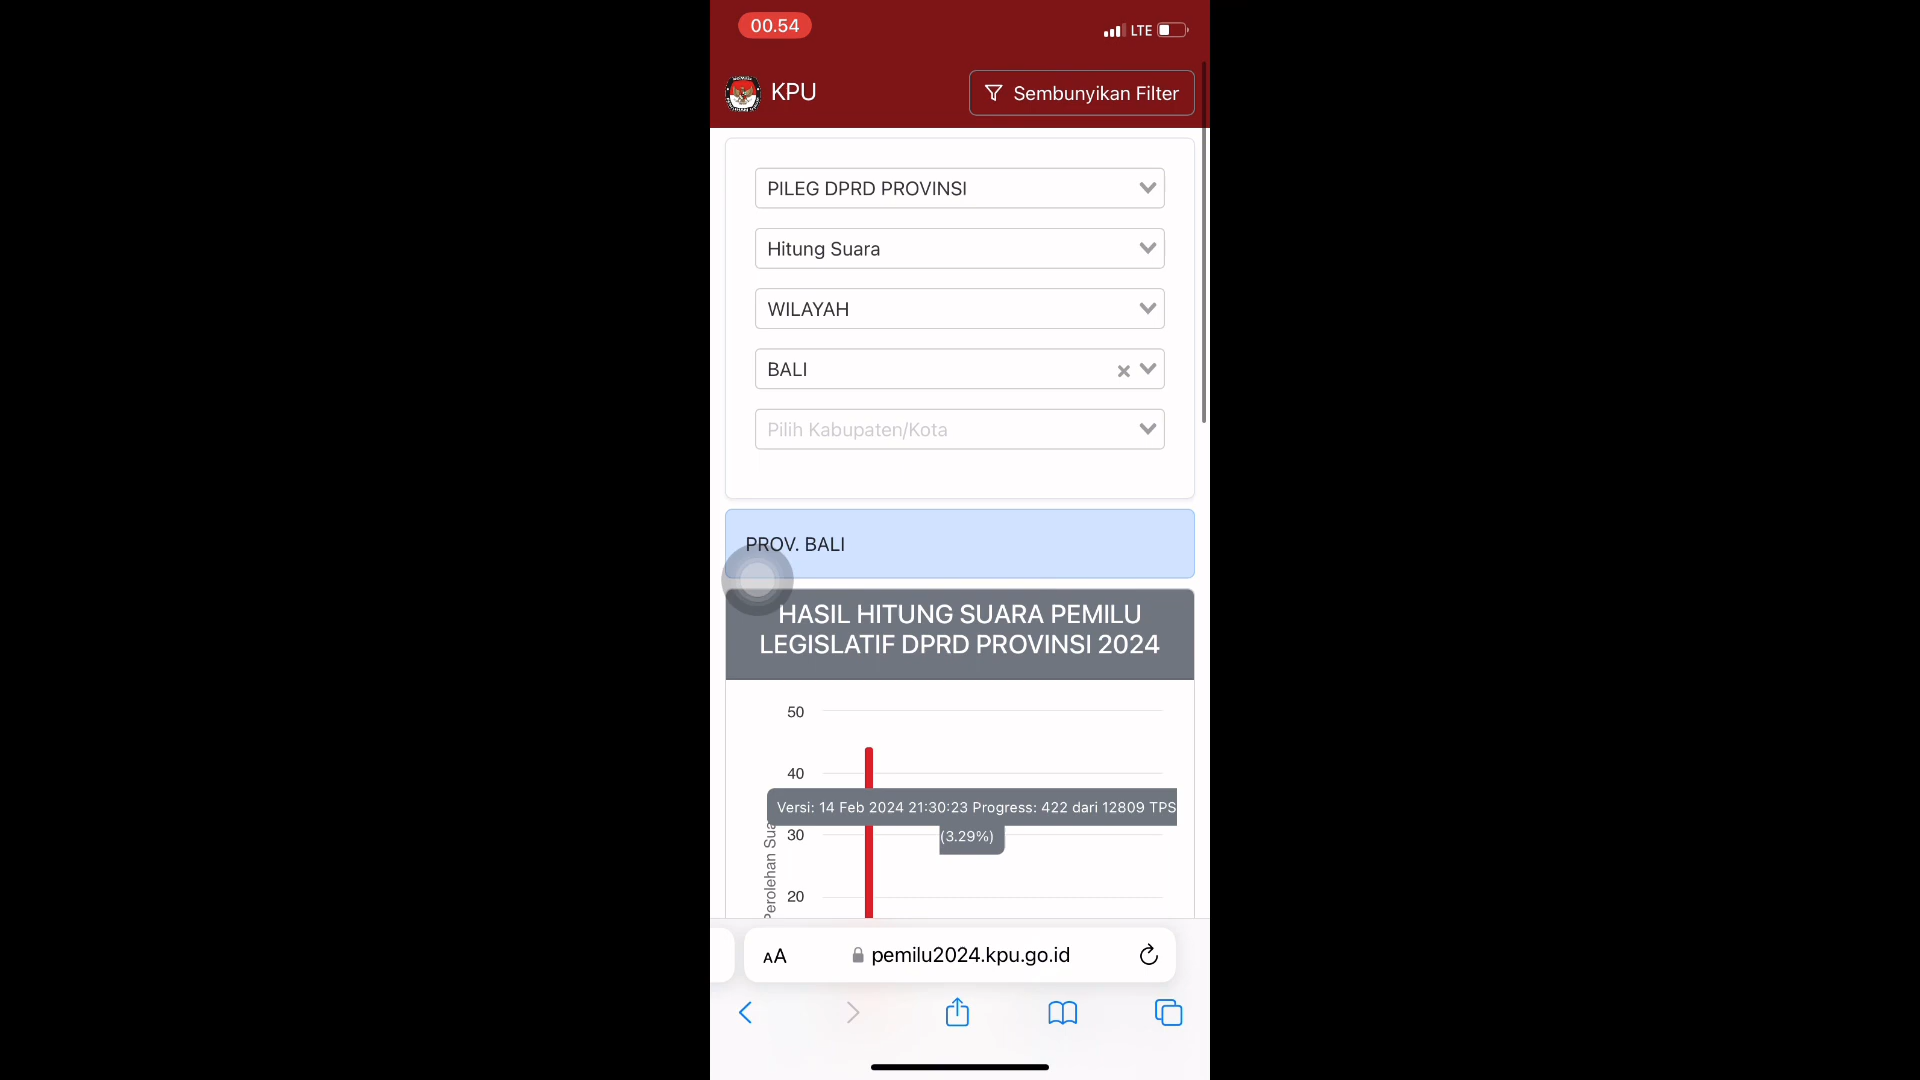 00.54
LTE
KPU
Sembunyikan Filter
PILEG DPRD PROVINSI
Hitung Suara
WILAYAH
BALI
Pilih Kabupaten/Kota
PROV. BALI
HASIL HITUNG SUARA PEMILU
LEGISLATIF DPRD PROVINSI 2024
50
40
Versi: 14 Feb 2024 21:30:23 Progress: 422 dari 12809 TPS
(3.29%)
30
20
Perolehan Sua
AA
pemilu2024.kpu.go.id